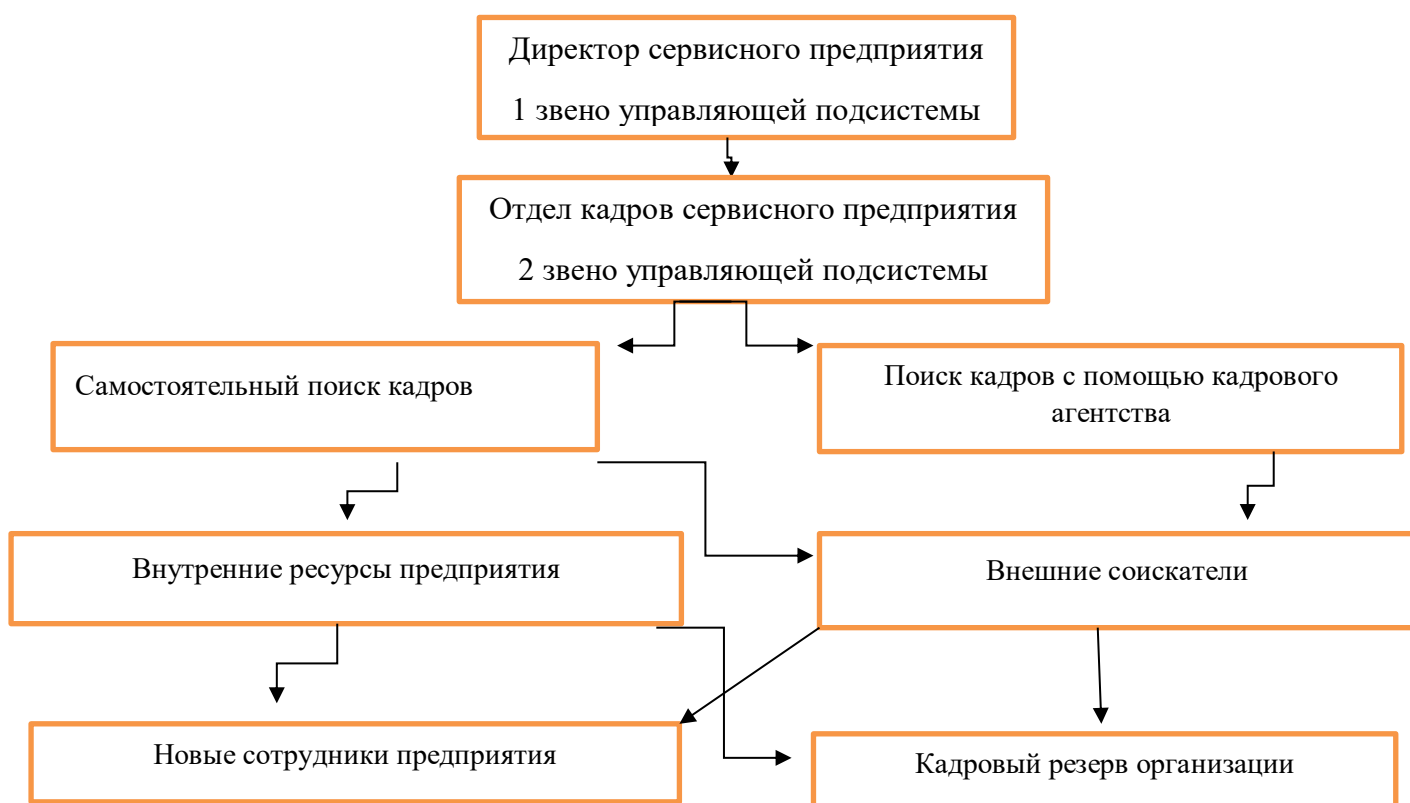 Директор сервисного предприятия
1 звено управляющей подсистемы
Отдел кадров сервисного предприятия
2 звено управляющей подсистемы
Самостоятельный поиск кадров
Поиск кадров с помощью кадрового
агентства
Внутренние ресурсы предприятия
Внешние соискатели
Новые сотрудники предприятия
Кадровый резерв организации